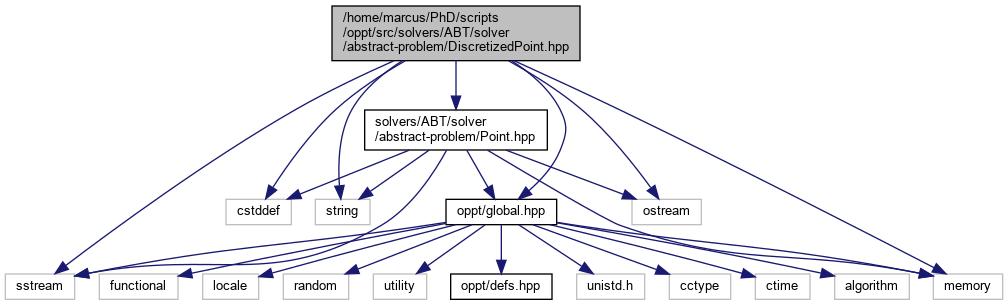 /home/marcus/PhD/scripts
/oppt/src/solvers/ABT/solver
/abstract-problem/DiscretizedPoint.hpp
solvers/ABT/solver
/abstract-problem/Point.hpp
cstddef
string
oppt/global.hpp
ostream
sstream
functional
locale
random
utility
oppt/defs.hpp
unistd.h
cctype
ctime
algorithm
memory